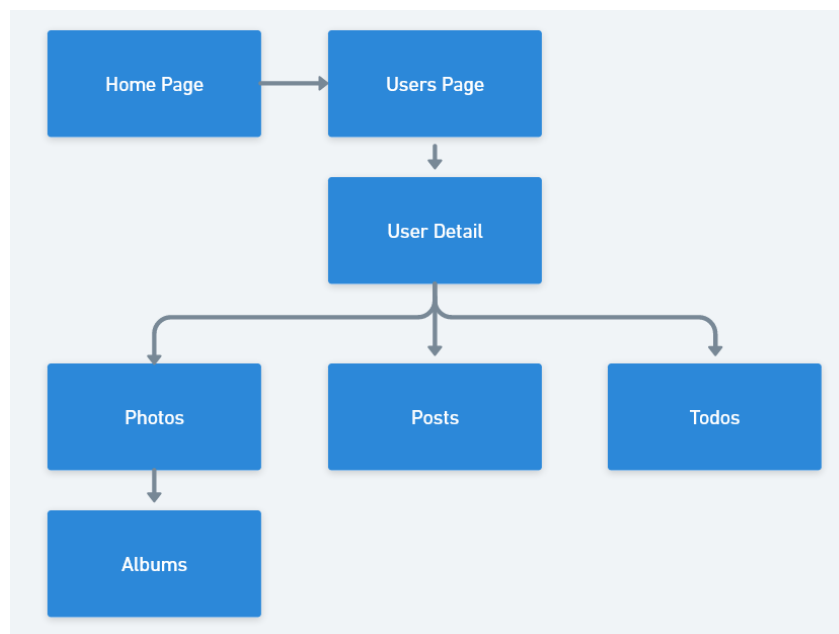 Home Page
Users Page
User Detail
Photos
Posts
Todos
Albums